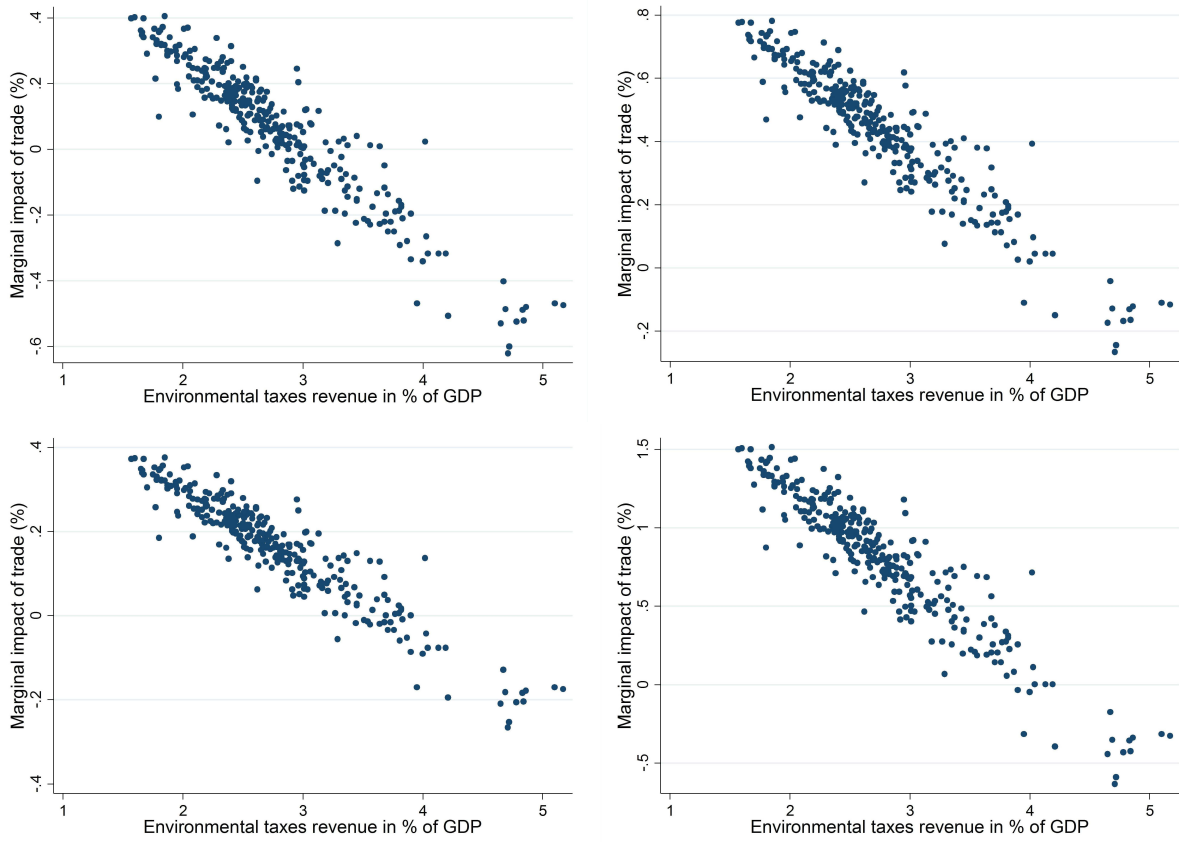 Marginal impact of trade (%)
.4
.2
0
-.2
-.4
-.6
1 2 3 4 5
Environmental taxes revenue in % of GDP
Marginal impact of trade (%)
.8
.6
.4
.2
0
-.2
1 2 3 4 5
Environmental taxes revenue in % of GDP
Marginal impact of trade (%)
.4
.2
0
-.2
-.4
1 2 3 4 5
Environmental taxes revenue in % of GDP
Marginal impact of trade (%)
1.5
1
.5
0
-.5
1 2 3 4 5
Environmental taxes revenue in % of GDP